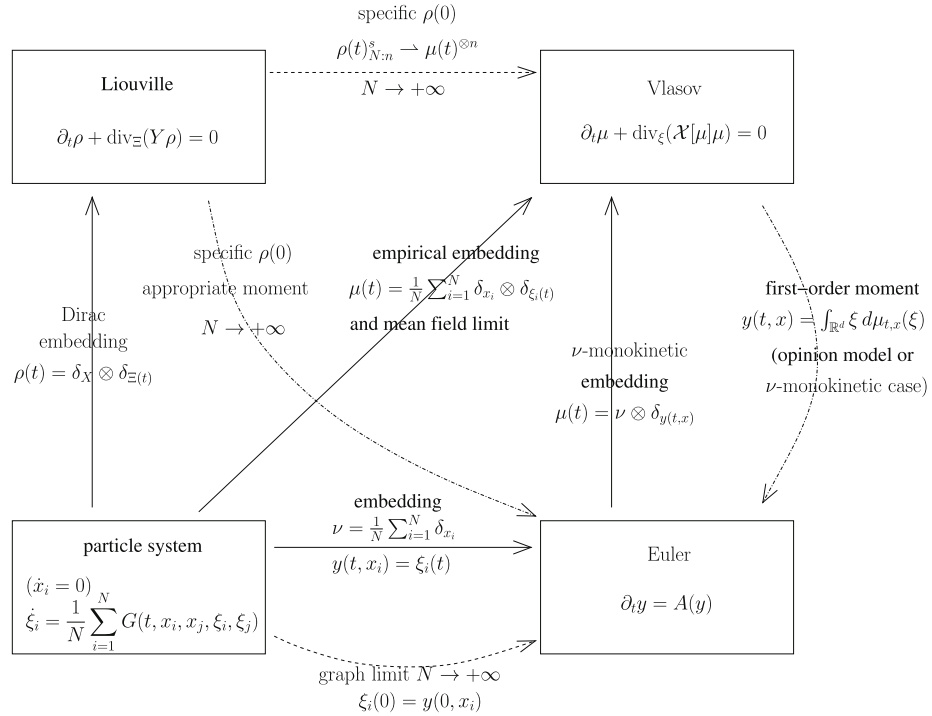 specific ρ(0)
ρ(t)^s_{N:n} ⇀ μ(t)^{⊗n}
N → +∞
Liouville
∂_tρ + div_Ξ(Yρ) = 0
Vlasov
∂_tμ + div_ξ(𝒳[μ]μ) = 0
specific ρ(0)
appropriate moment
N → +∞
empirical embedding
μ(t) = 1/N ∑_{i=1}^N δ_{x_i} ⊗ δ_{ξ_i(t)}
and mean field limit
Dirac
embedding
ρ(t) = δ_X ⊗ δ_{Ξ(t)}
ν-monokinetic
embedding
μ(t) = ν ⊗ δ_{y(t,x)}
first–order moment
y(t, x) = ∫_{ℝ^d} ξ dμ_{t,x}(ξ)
(opinion model or
ν-monokinetic case)
particle system
(ẋ_i = 0)
ξ̇_i = 1/N ∑_{i=1}^N G(t, x_i, x_j, ξ_i, ξ_j)
embedding
ν = 1/N ∑_{i=1}^N δ_{x_i}
y(t, x_i) = ξ_i(t)
Euler
∂_ty = A(y)
graph limit N → +∞
ξ_i(0) = y(0, x_i)